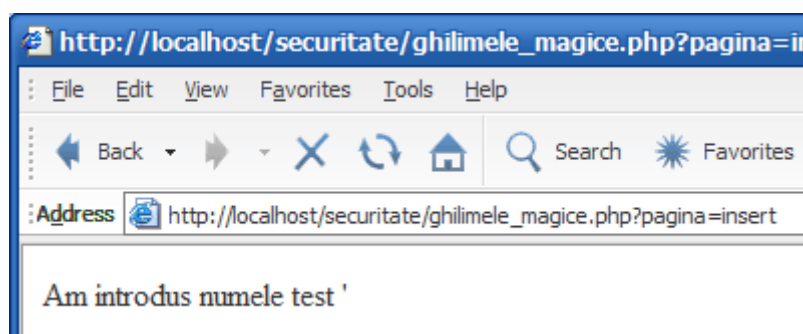 http://localhost/securitate/ghilimele_magice.php?pagina=i
File Edit View Favorites Tools Help
Back Search Favorites
Address http://localhost/securitate/ghilimele_magice.php?pagina=insert
Am introdus numele test '